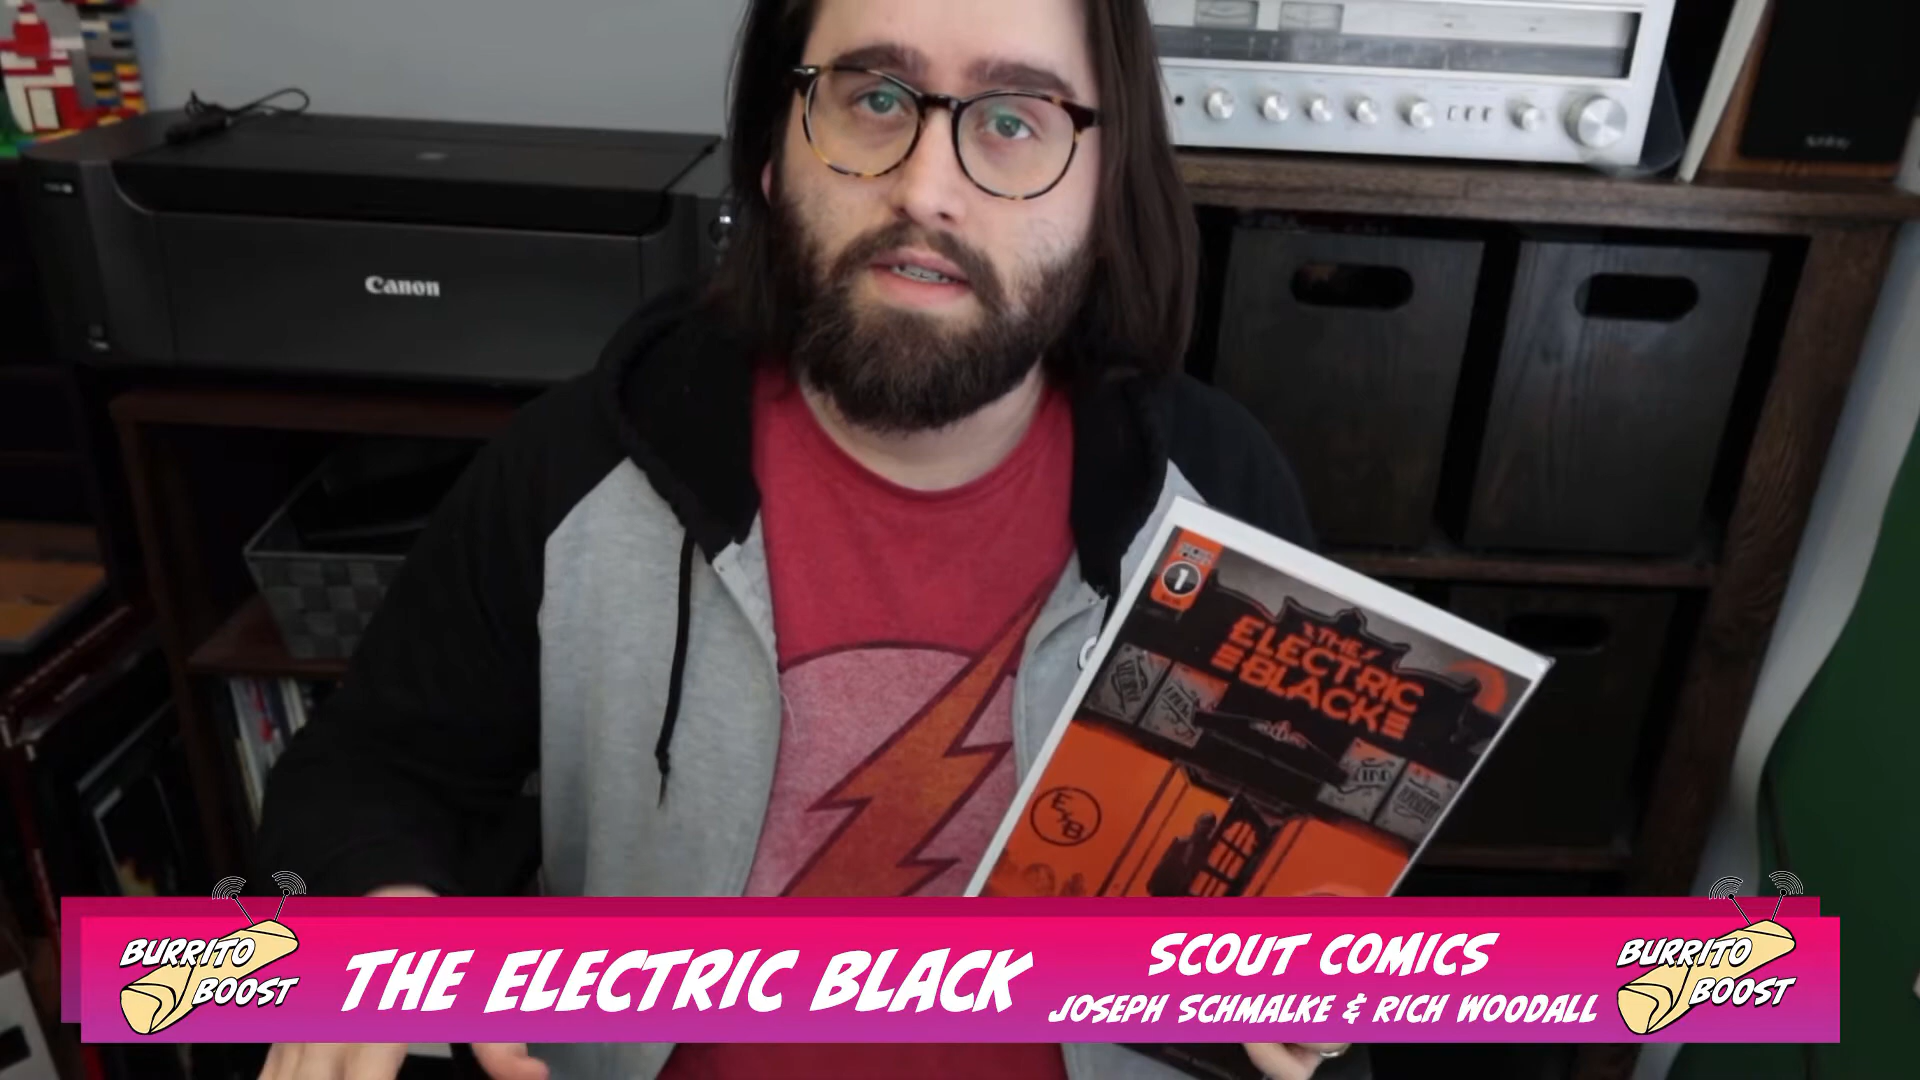 Canon
1
THE
ELECTRIC
BLACK
E
B
BURRITO
BOOST
THE ELECTRIC BLACK
SCOUT COMICS
JOSEPH SCHMALKE & RICH WOODALL
BURRITO
BOOST